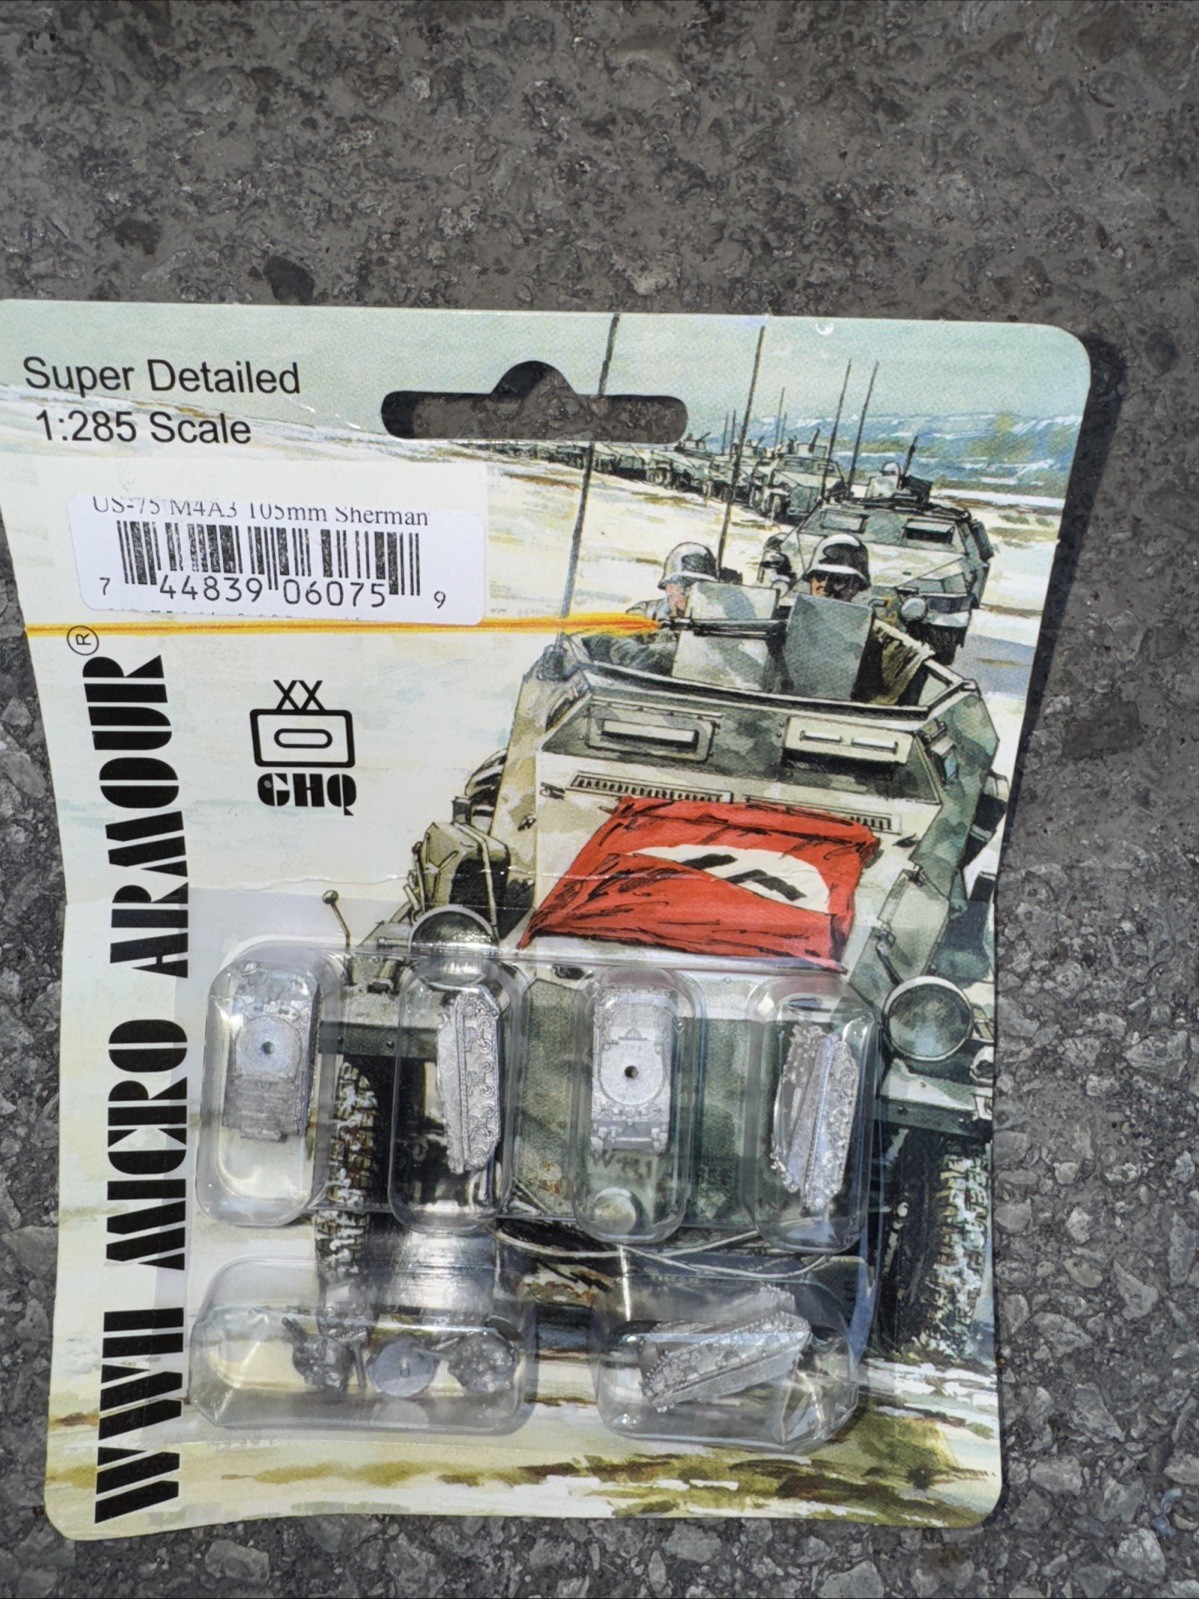 Super Detailed
1:285 Scale
US-75 M4A3 105mm Sherman
7 44839 06075 9
XX
GHQ
WWII MICRO ARMOUR®